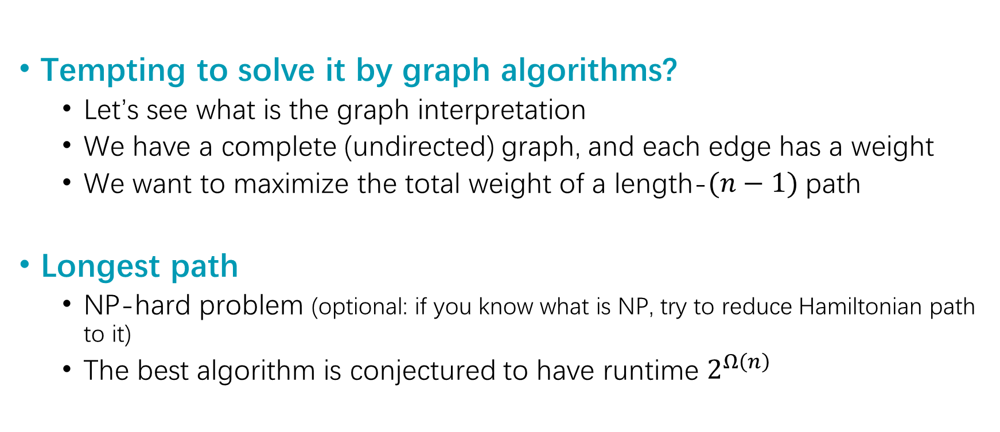 • Tempting to solve it by graph algorithms?
• Let’s see what is the graph interpretation
• We have a complete (undirected) graph, and each edge has a weight
• We want to maximize the total weight of a length-(n − 1) path
• Longest path
• NP-hard problem (optional: if you know what is NP, try to reduce Hamiltonian path
to it)
• The best algorithm is conjectured to have runtime 2^Ω(n)